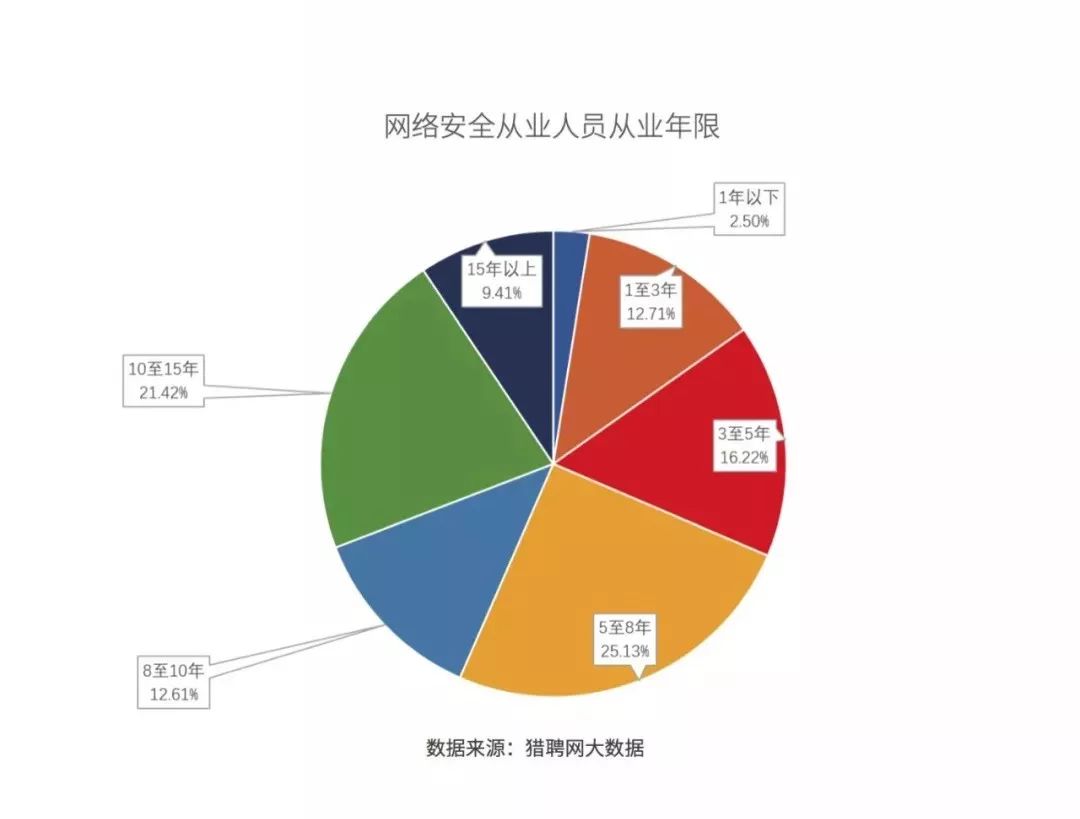 网络安全从业人员从业年限
1年以下
2.50%
15年以上
9.41%
1至3年
12.71%
10至15年
21.42%
3至5年
16.22%
5至8年
25.13%
8至10年
12.61%
数据来源：猎聘网大数据